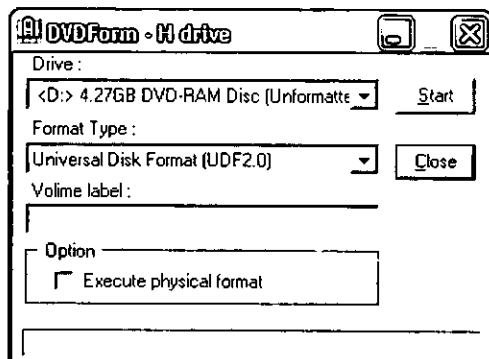 DVDForm - H drive
Drive :
<D:> 4.27GB DVD-RAM Disc (Unformatte
Start
Format Type :
Universal Disk Format (UDF2.0)
Close
Volime label :
Option
Execute physical format